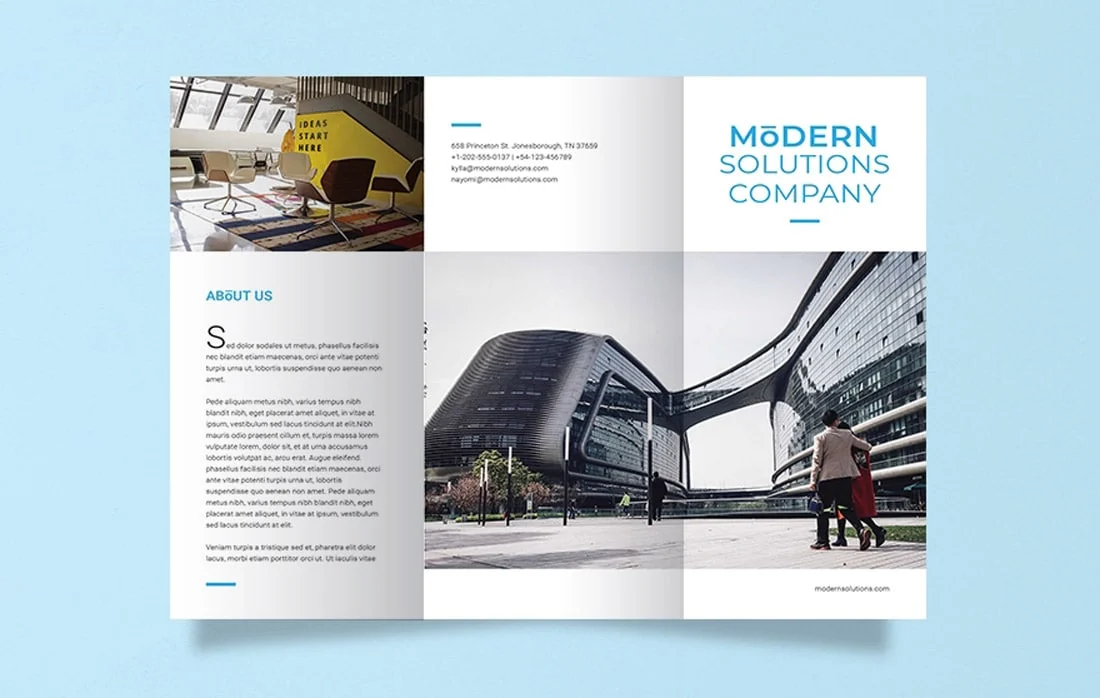 IDEAS
START
HERE
ABōUT US
Sed dolor sodales ut metus, phasellus facilisis
nec blandit etiam maecenas, orci ante vitae potenti
turpis urna ut, lobortis suspendisse quo aenean non
amet.
Pede aliquam metus nibh, varius tempus nibh
blandit nibh, eget placerat amet aliquet, in vitae at
ipsum, vestibulum sed lacus tincidunt at elit.Nibh
mauris odio praesent cillum et, turpis massa lorem
vulputate lorem, dolor sit, et at urna accusamus
lobortis volutpat ac, arcu erat. Augue eleifend.
phasellus facilisis nec blandit etiam maecenas, orci
ante vitae potenti turpis urna ut, lobortis
suspendisse quo aenean non amet. Pede aliquam
metus nibh, varius tempus nibh blandit nibh, eget
placerat amet aliquet, in vitae at ipsum, vestibulum
sed lacus tincidunt at elit.
Veniam turpis a tristique sed et, pharetra elit dolor
lacus, morbi etiam porttitor orci ut. Ut iaculis vitae
658 Princeton St. Jonesborough, TN 37659
+1-202-555-0137 | +54-123-456789
kylla@modernsolutions.com
nayomi@modernsolutions.com
MōDERN
SOLUTIONS
COMPANY
modernsolutions.com